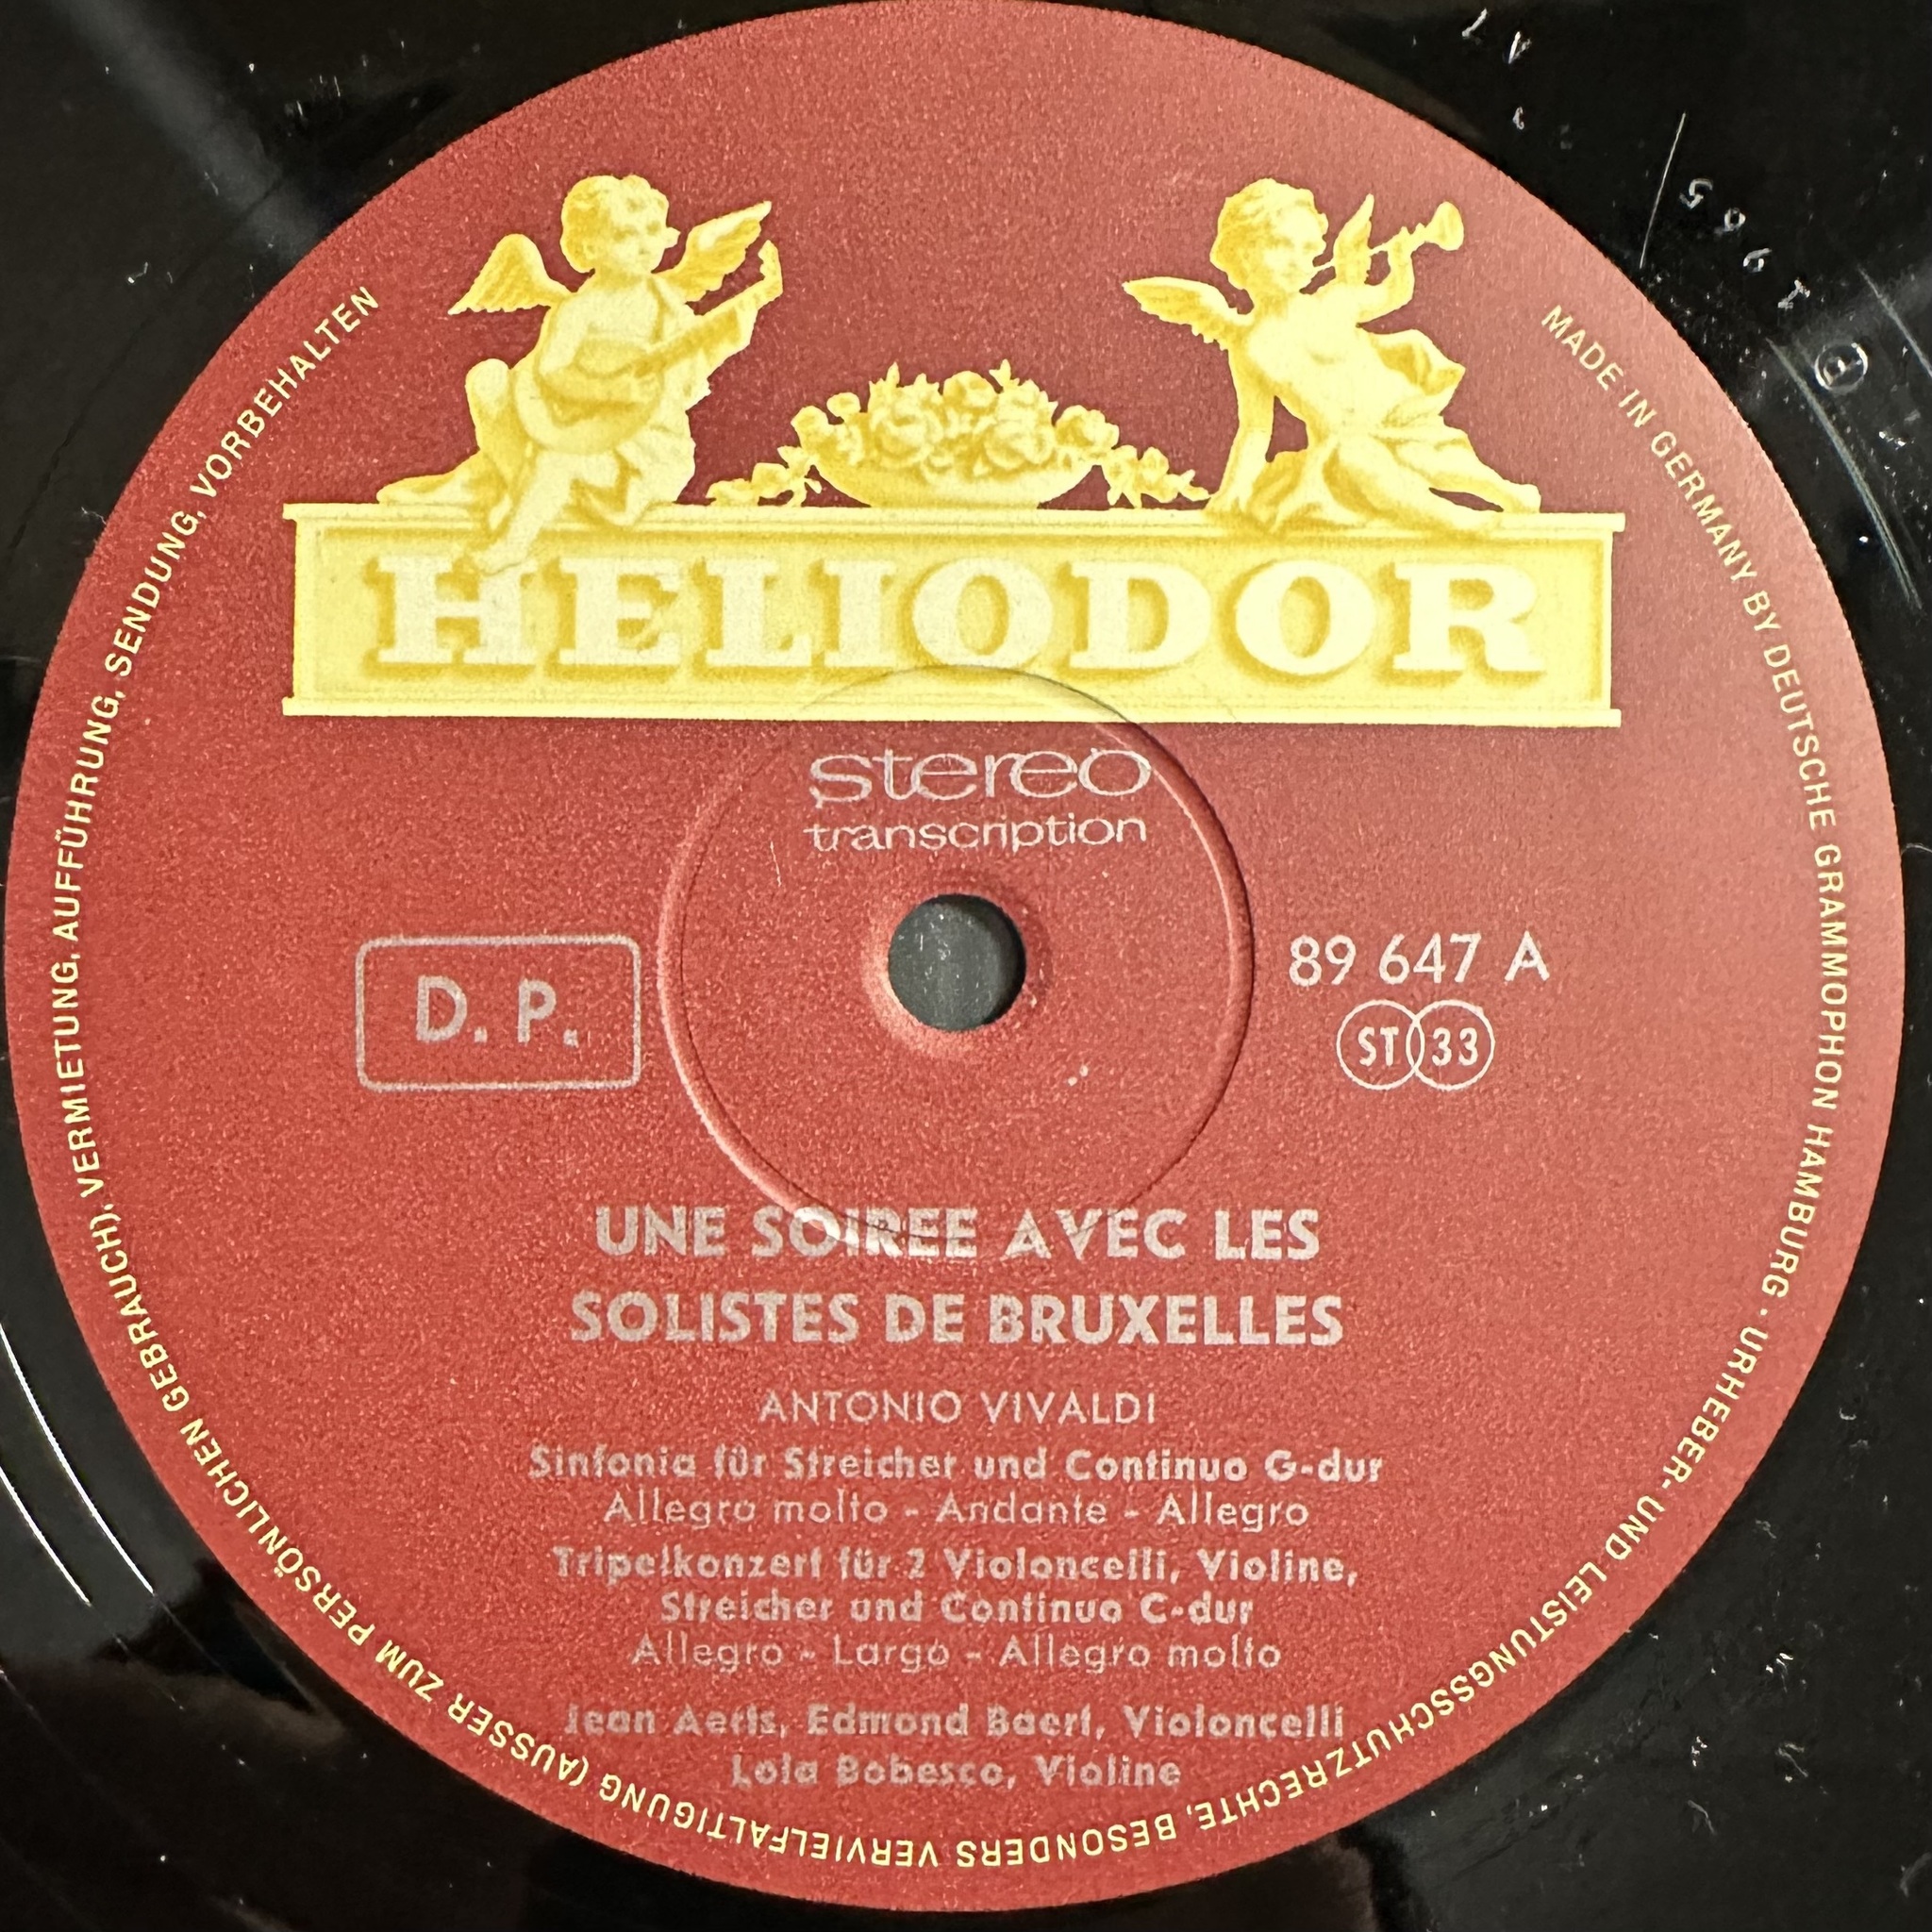 HELIODOR
stereo
transcription
D. P.
89 647 A
ST 33
UNE SOIREE AVEC LES
SOLISTES DE BRUXELLES
ANTONIO VIVALDI
Sinfonia für Streicher und Continuo G-dur
Allegro molto - Andante - Allegro
Tripelkonzert für 2 Violoncelli, Violine,
Streicher und Continuo C-dur
Allegro - Largo - Allegro molto
Jean Aerts, Edmond Baert, Violoncelli
Lola Bobesco, Violine
MADE IN GERMANY BY DEUTSCHE GRAMMOPHON HAMBURG · URHEBER- UND LEISTUNGSSCHUTZRECHTE, BESONDERS VERVIELFALTIGUNG (AUSSER ZUM PERSÖNLICHEN GEBRAUCH), VERMIETUNG, AUFFÜHRUNG, SENDUNG, VORBEHALTEN
Ⓟ 1965